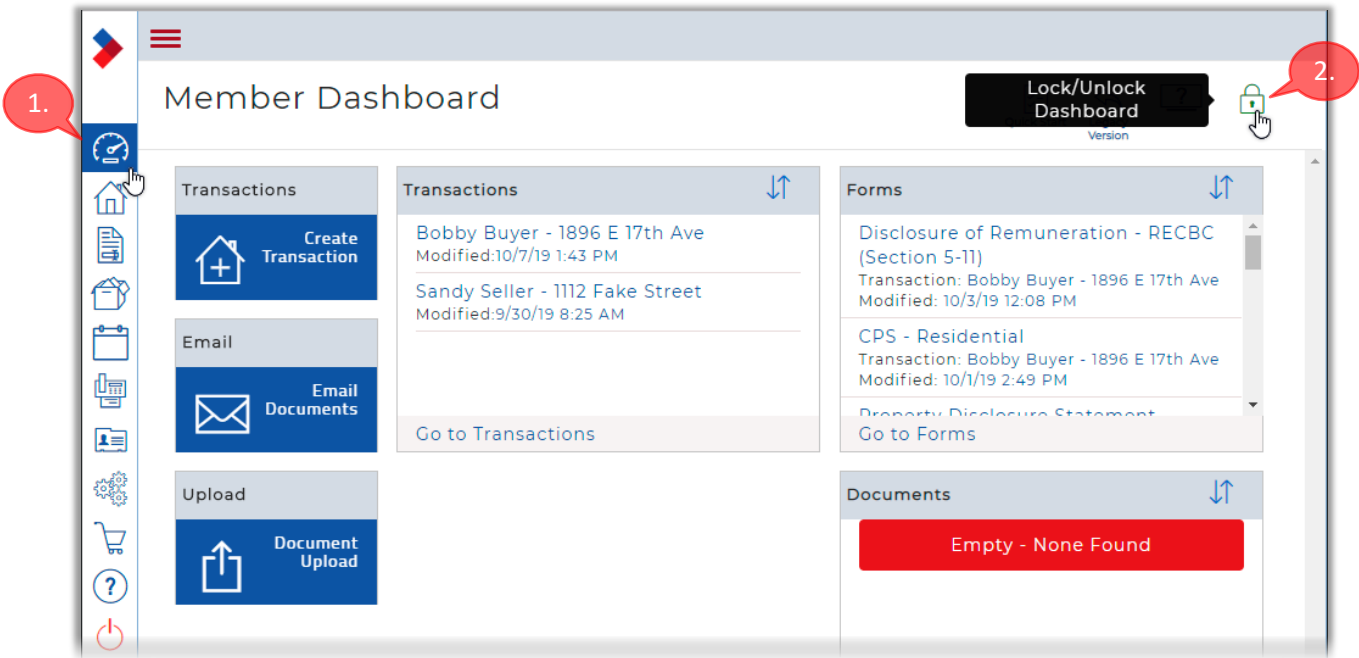 1.
2.
Member Dashboard
Lock/Unlock
Dashboard
Version
Transactions
Create
Transaction
Email
Email
Documents
Upload
Document
Upload
Transactions
Bobby Buyer - 1896 E 17th Ave
Modified:10/7/19 1:43 PM
Sandy Seller - 1112 Fake Street
Modified:9/30/19 8:25 AM
Go to Transactions
Forms
Disclosure of Remuneration - RECBC
(Section 5-11)
Transaction: Bobby Buyer - 1896 E 17th Ave
Modified: 10/3/19 12:08 PM
CPS - Residential
Transaction: Bobby Buyer - 1896 E 17th Ave
Modified: 10/1/19 2:49 PM
Property Disclosure Statement
Go to Forms
Documents
Empty - None Found
?